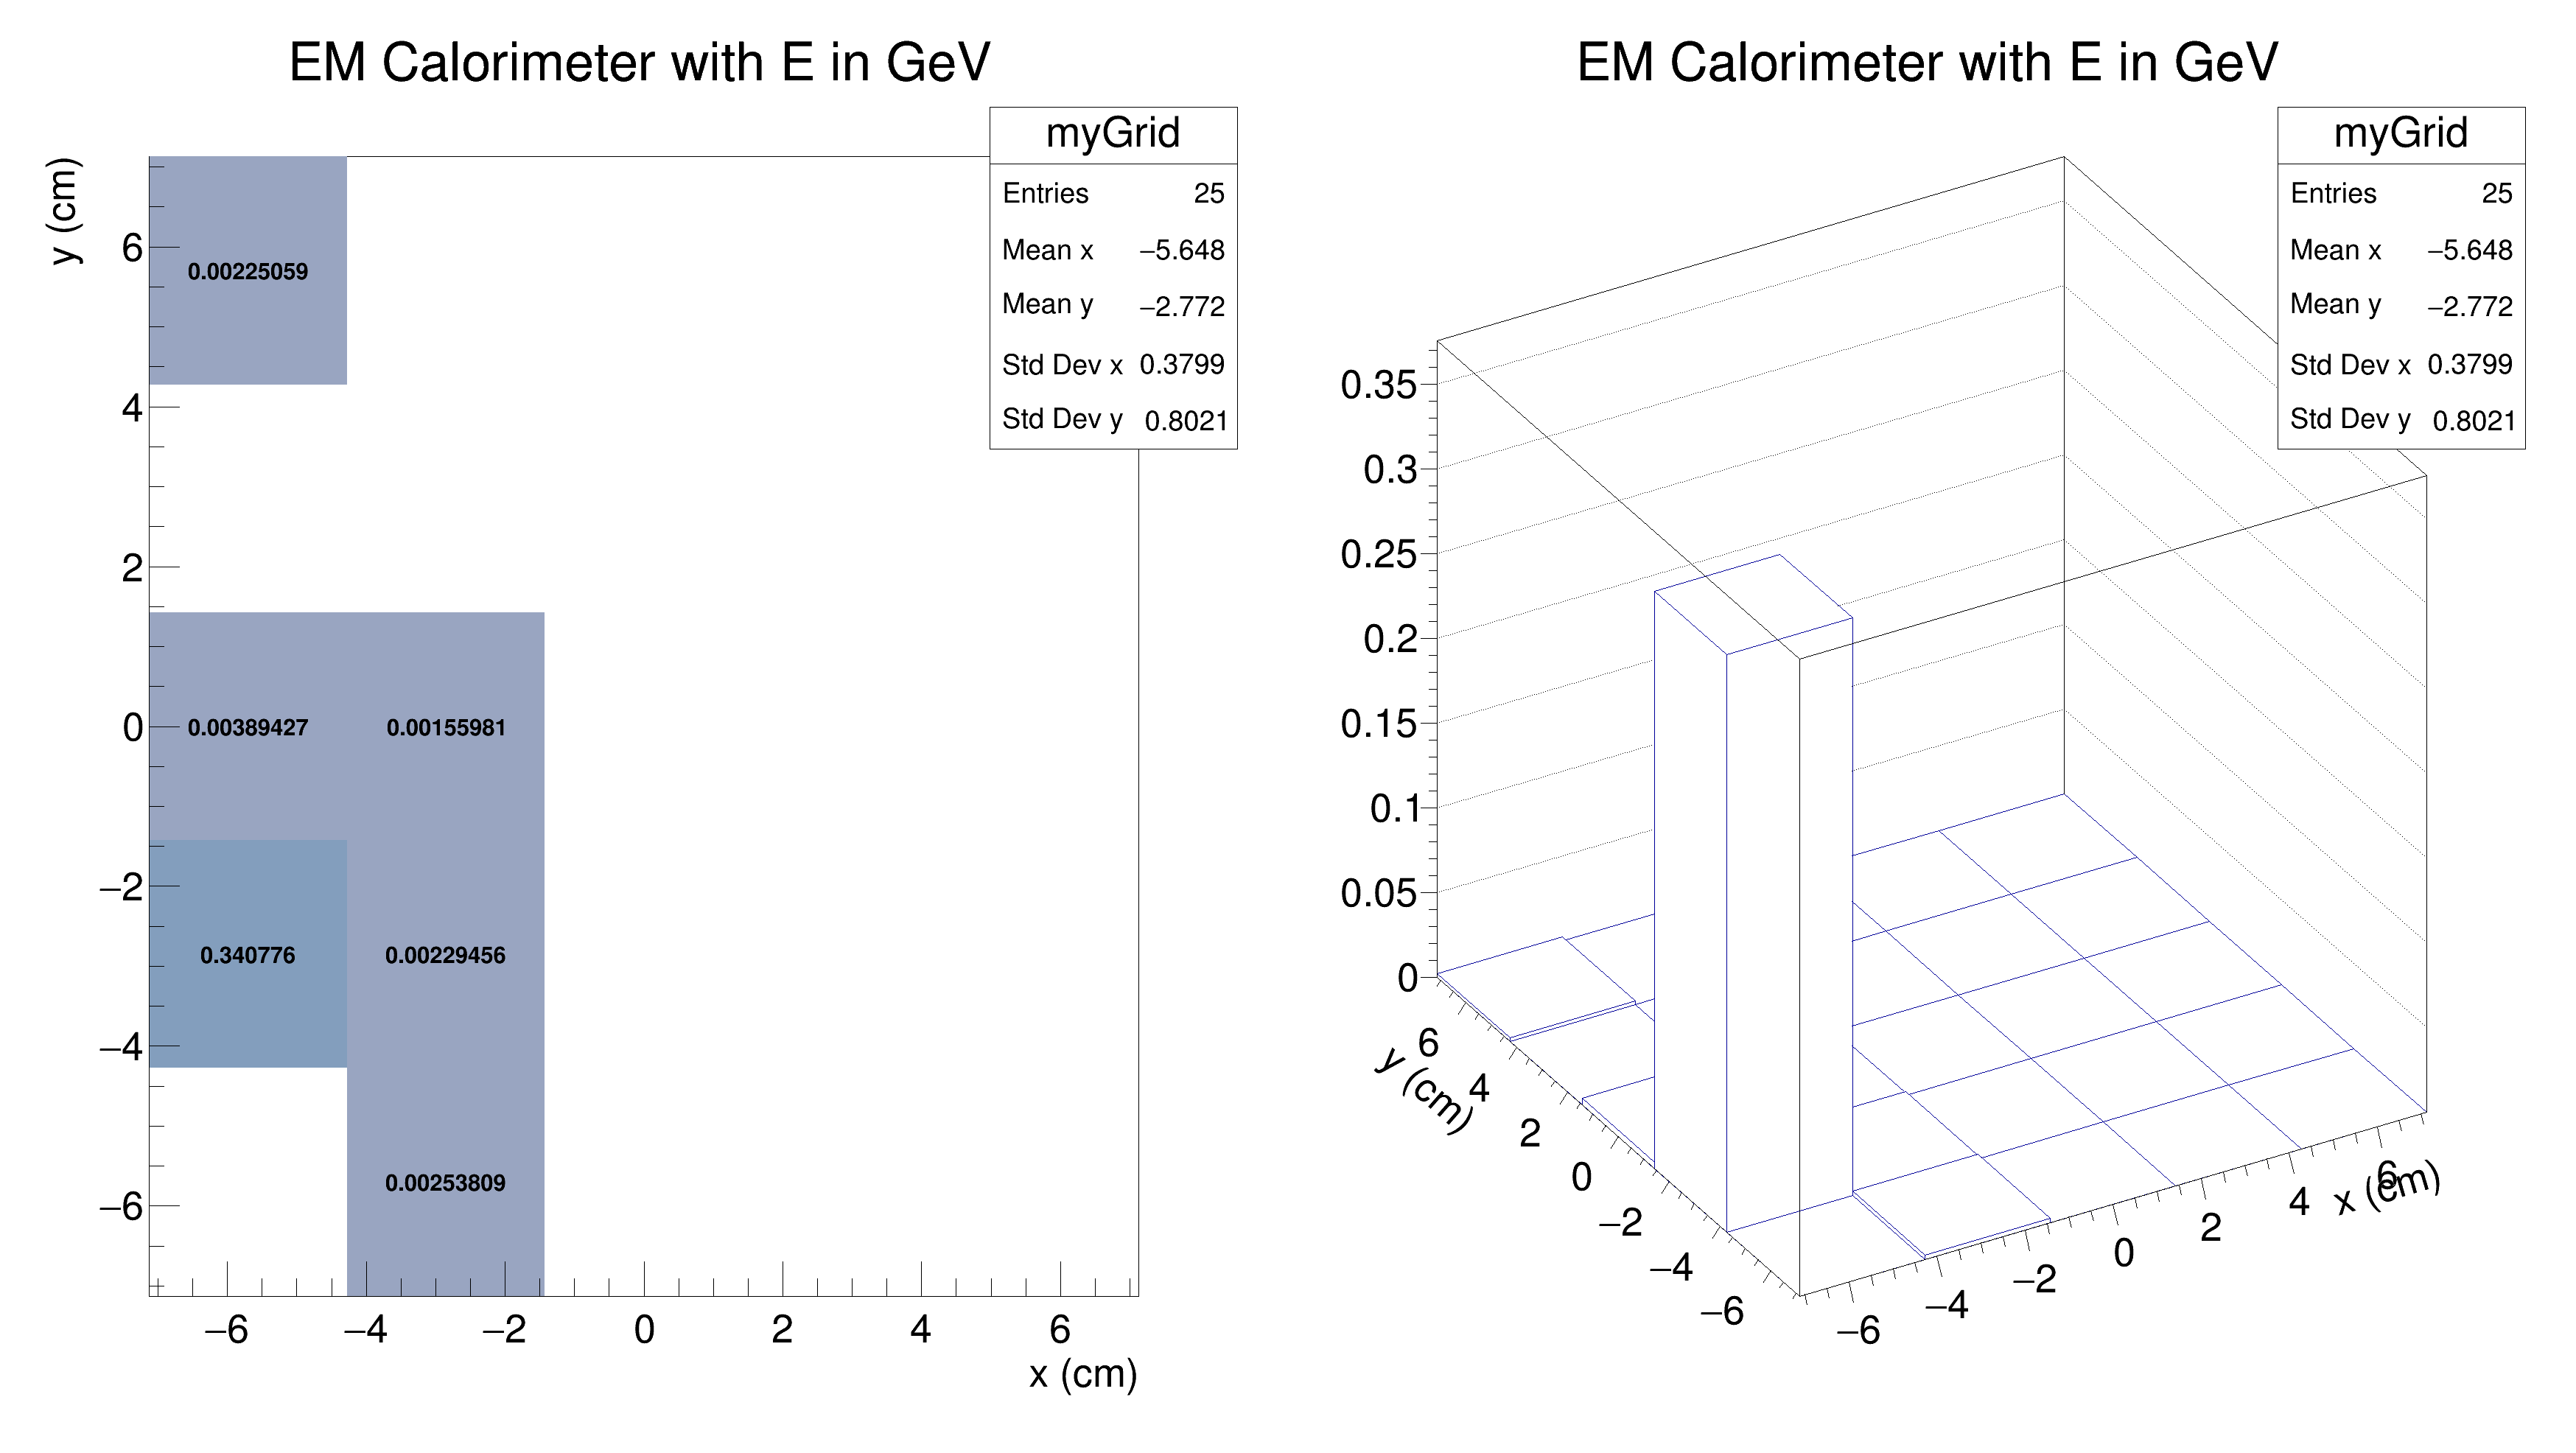 EM Calorimeter with E in GeV
myGrid
Entries 25
Mean x −5.648
Mean y −2.772
Std Dev x 0.3799
Std Dev y 0.8021
y (cm)
6
4
2
0
−2
−4
−6
0.00225059
0.00389427 0.00155981
0.340776 0.00229456
0.00253809
−6 −4 −2 0 2 4 6
x (cm)
EM Calorimeter with E in GeV
myGrid
Entries 25
Mean x −5.648
Mean y −2.772
Std Dev x 0.3799
Std Dev y 0.8021
0.35
0.3
0.25
0.2
0.15
0.1
0.05
0
6
4
2
0
−2
−4
−6
y (cm)
−6
−4
−2
0
2
4
6
x (cm)